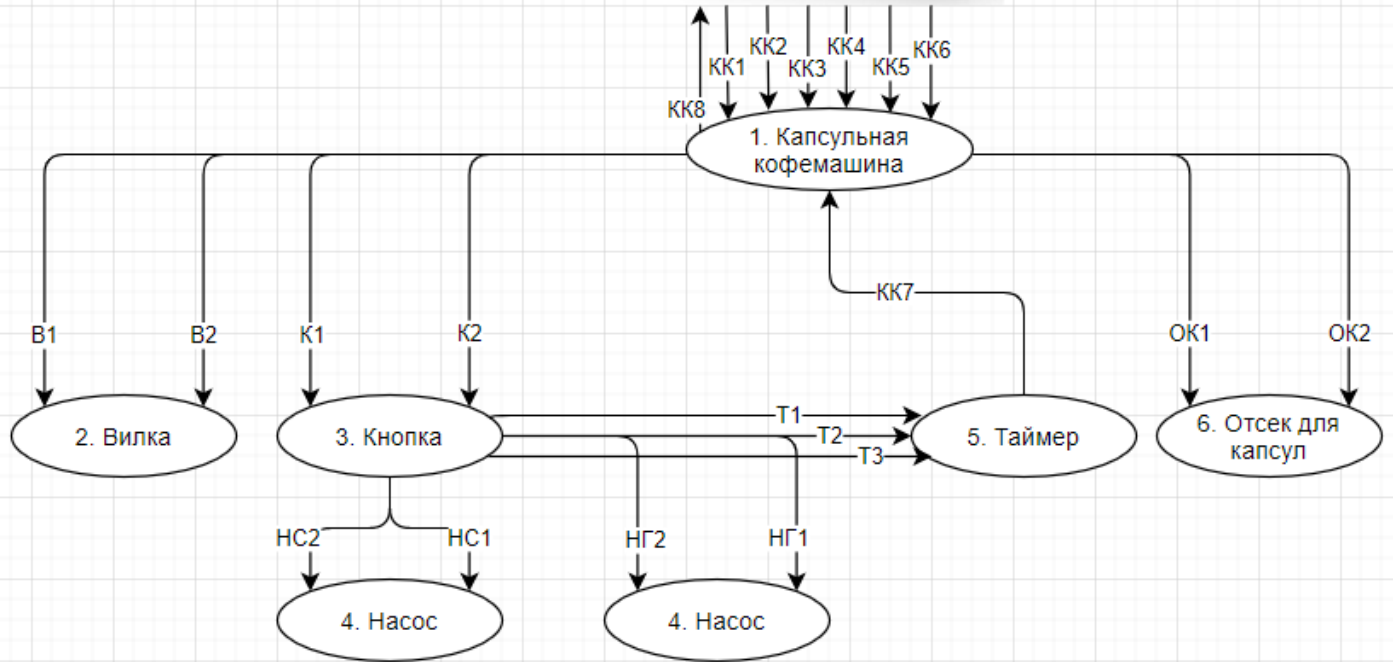 КК2
КК4
КК6
КК1
КК3
КК5
КК8
1. Капсульная
кофемашина
КК7
В1
В2
К1
К2
ОК1
ОК2
2. Вилка
3. Кнопка
Т1
Т2
Т3
5. Таймер
6. Отсек для
капсул
НС2
НС1
НГ2
НГ1
4. Насос
4. Насос